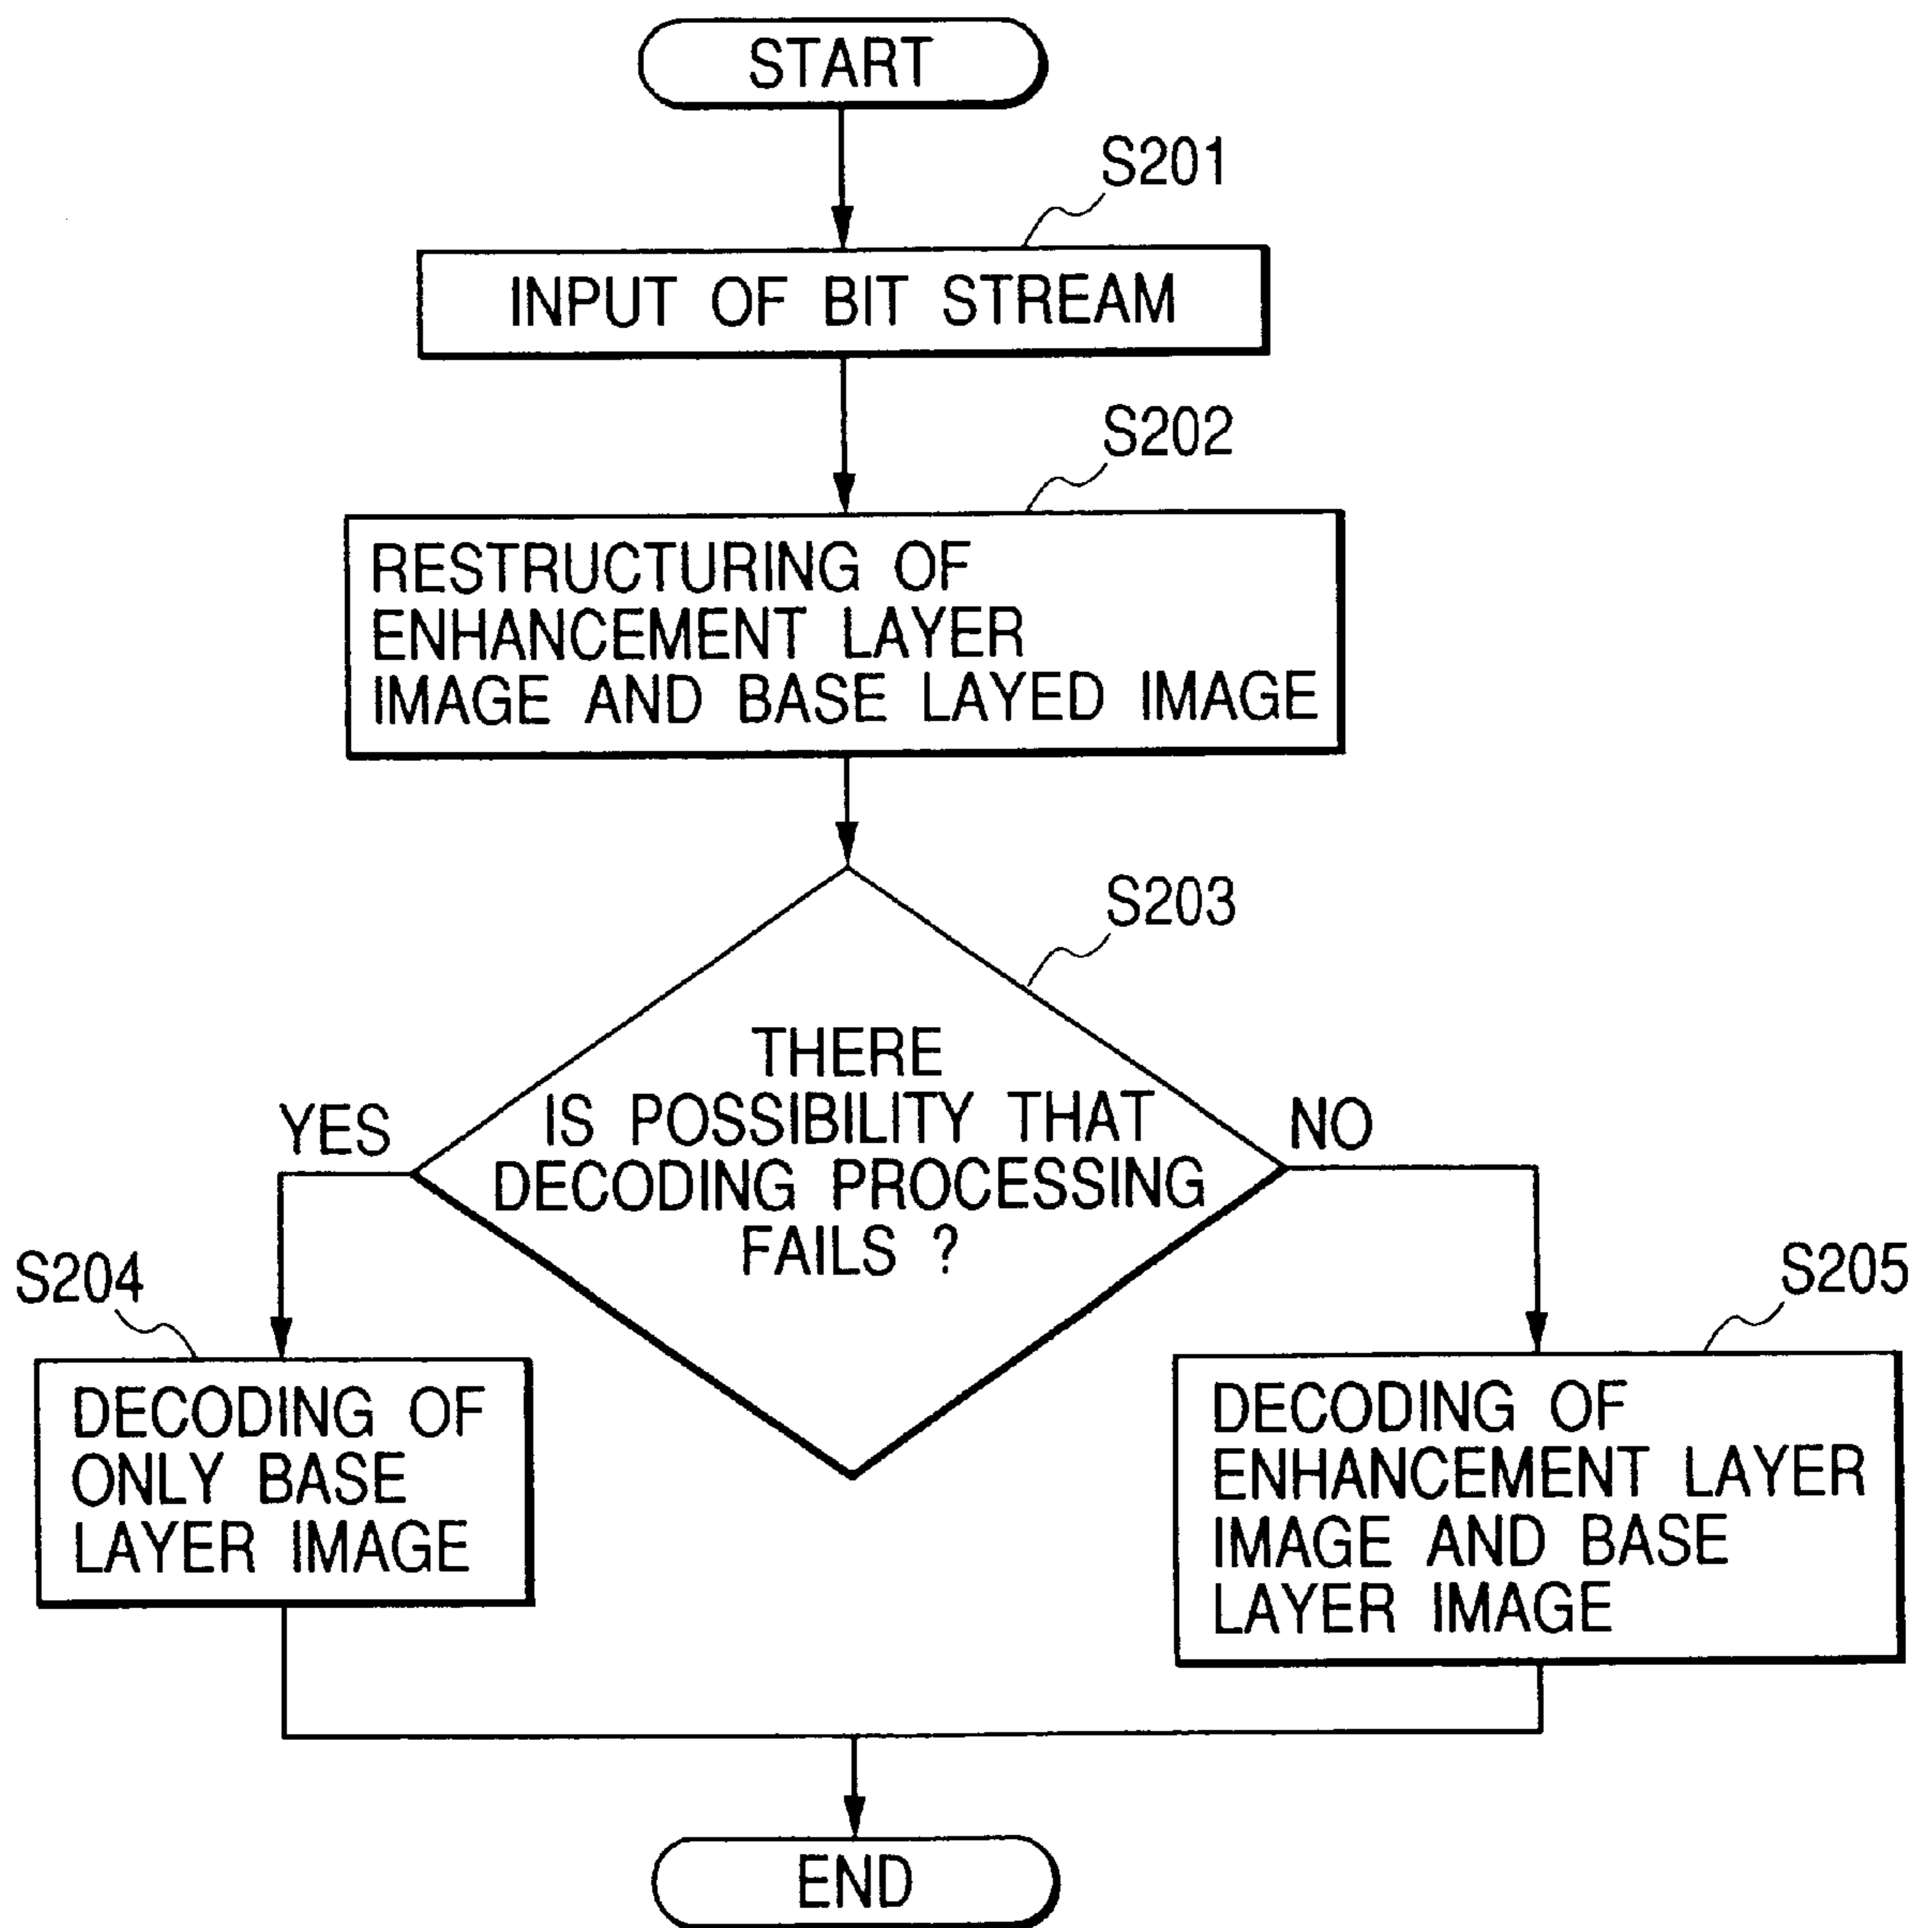 START
S201
INPUT OF BIT STREAM
S202
RESTRUCTURING OF
ENHANCEMENT LAYER
IMAGE AND BASE LAYED IMAGE
S203
THERE
IS POSSIBILITY THAT
DECODING PROCESSING
FAILS ?
YES
NO
S204
DECODING OF
ONLY BASE
LAYER IMAGE
S205
DECODING OF
ENHANCEMENT LAYER
IMAGE AND BASE
LAYER IMAGE
END